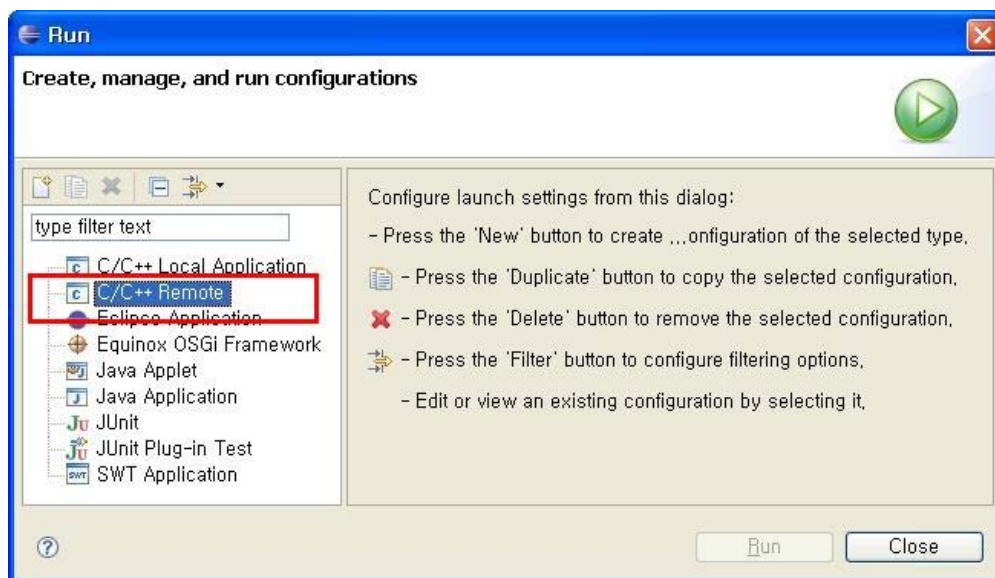 Run
Create, manage, and run configurations
type filter text
C/C++ Local Application
C/C++ Remote
Eclipse Application
Equinox OSGi Framework
Java Applet
Java Application
JUnit
JUnit Plug-in Test
SWT Application
Configure launch settings from this dialog:
- Press the 'New' button to create ,,,onfiguration of the selected type,
- Press the 'Duplicate' button to copy the selected configuration,
- Press the 'Delete' button to remove the selected configuration,
- Press the 'Filter' button to configure filtering options,
- Edit or view an existing configuration by selecting it,
Run
Close